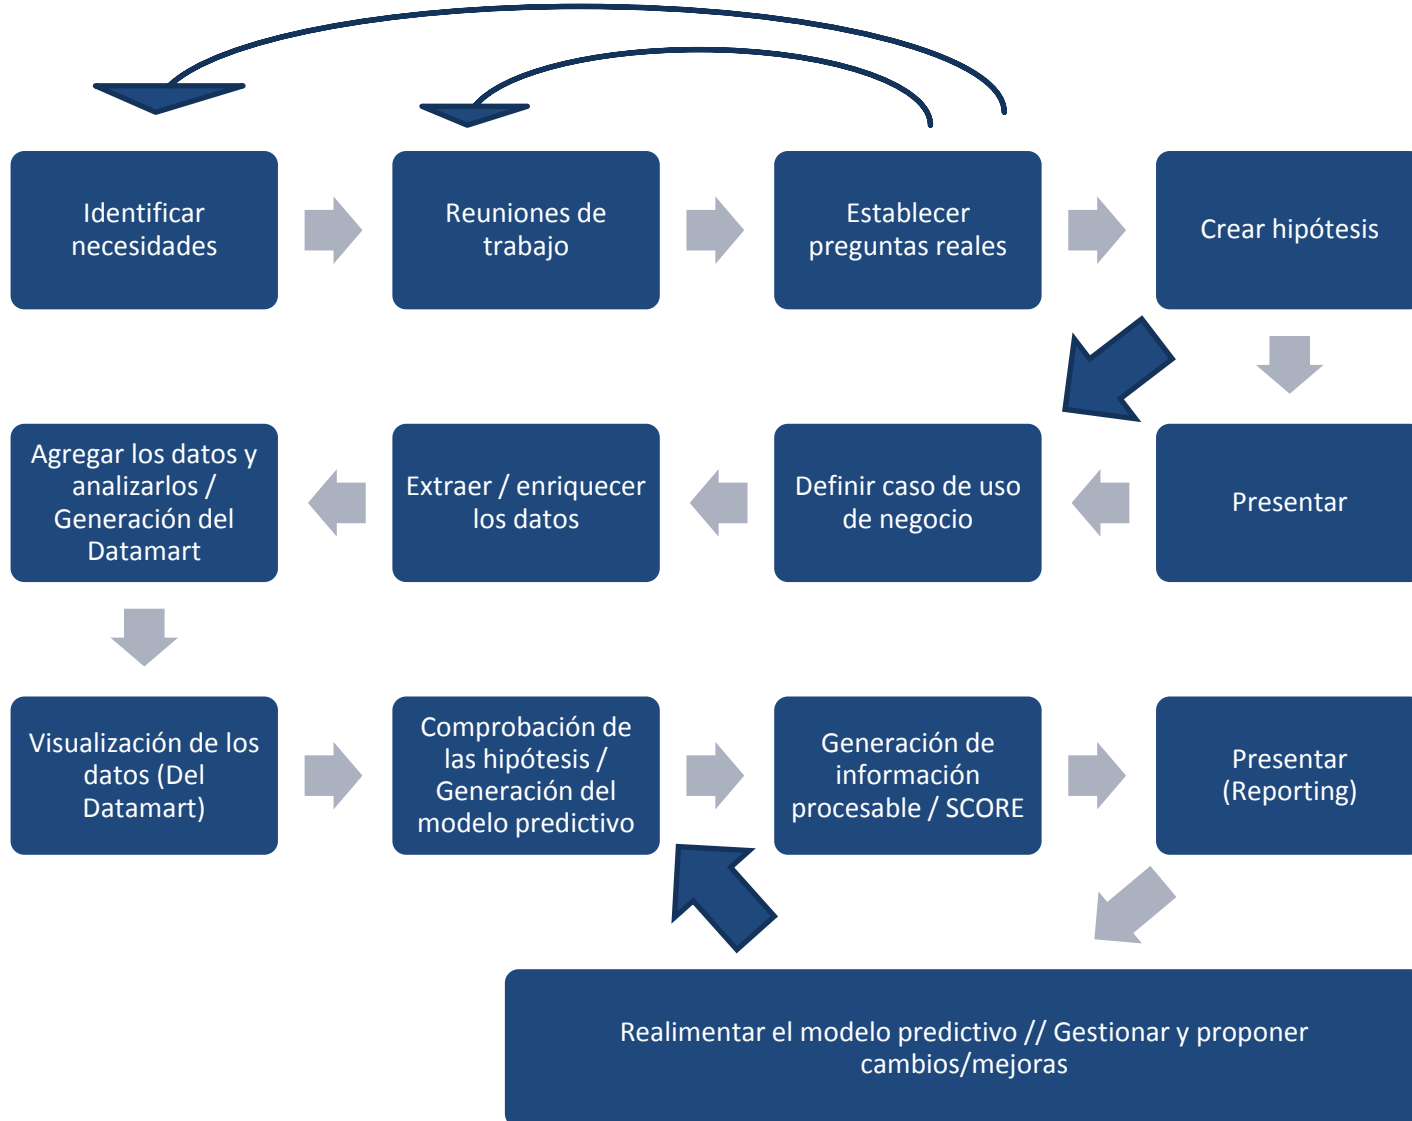 Identificar
necesidades
Reuniones de
trabajo
Establecer
preguntas reales
Crear hipótesis
Agregar los datos y
analizarlos /
Generación del
Datamart
Extraer / enriquecer
los datos
Definir caso de uso
de negocio
Presentar
Visualización de los
datos (Del
Datamart)
Comprobación de
las hipótesis /
Generación del
modelo predictivo
Generación de
información
procesable / SCORE
Presentar
(Reporting)
Realimentar el modelo predictivo // Gestionar y proponer
cambios/mejoras